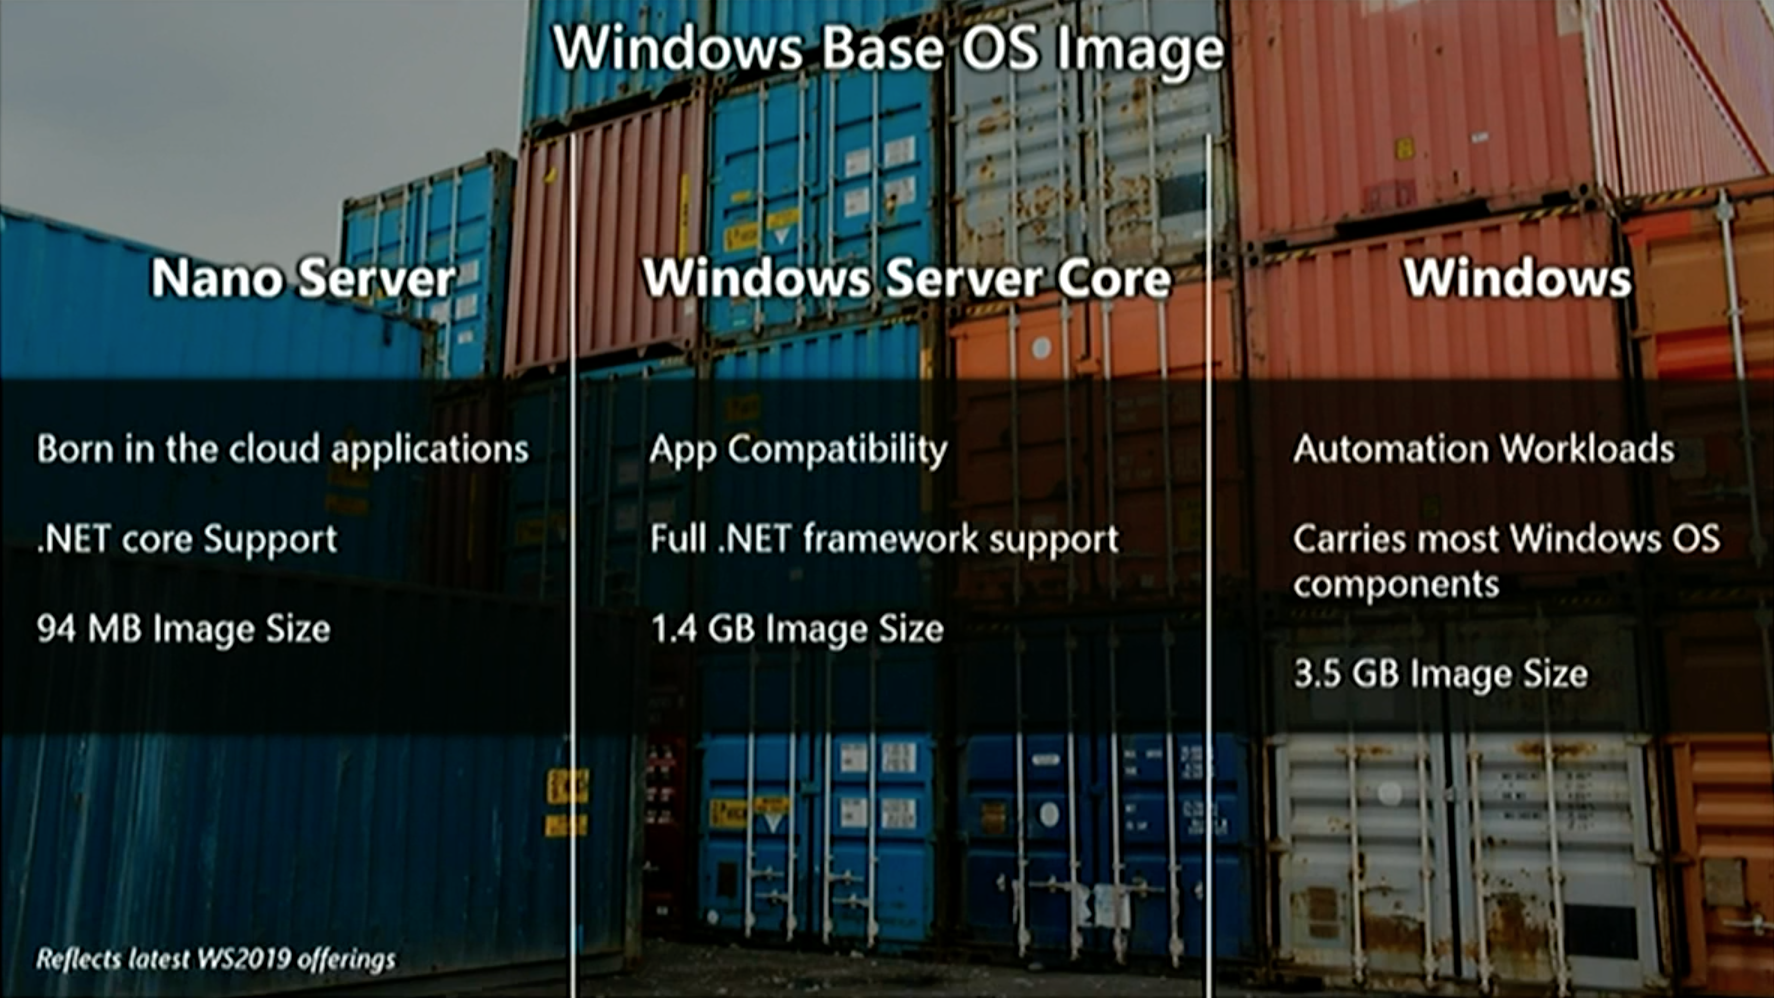 Windows Base OS Image
Nano Server
Born in the cloud applications
.NET core Support
94 MB Image Size
Windows Server Core
App Compatibility
Full .NET framework support
1.4 GB Image Size
Windows
Automation Workloads
Carries most Windows OS
components
3.5 GB Image Size
Reflects latest WS2019 offerings